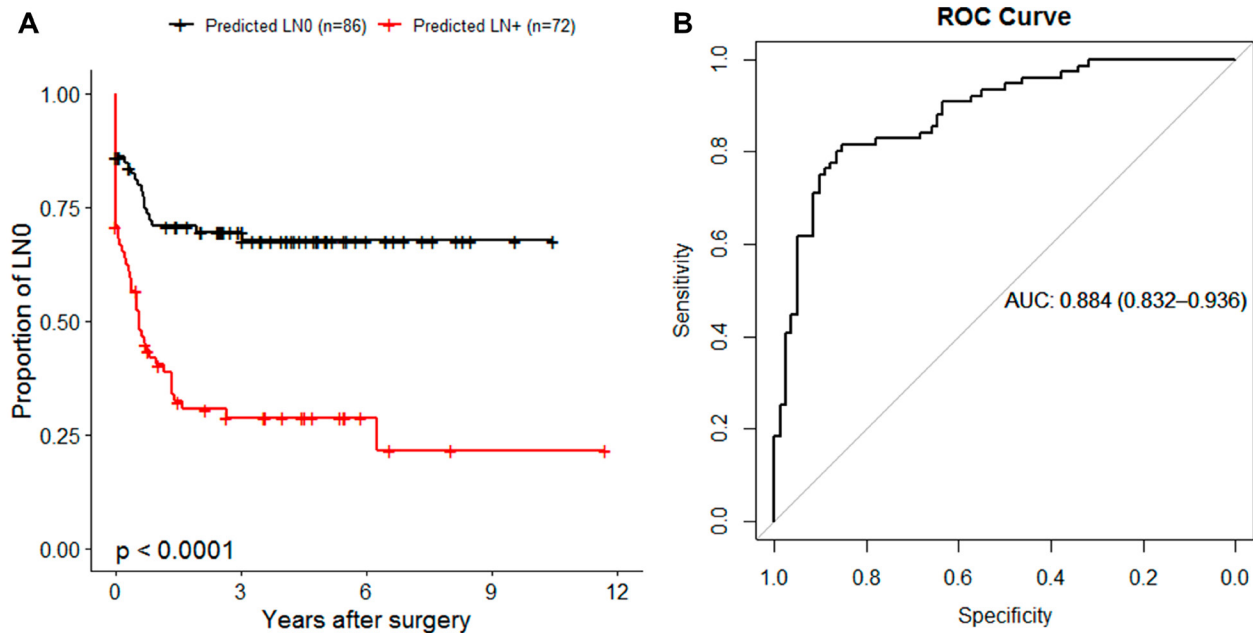 A
Predicted LN0 (n=86) Predicted LN+ (n=72)
Proportion of LN0
1.00
0.75
0.50
0.25
0.00
p < 0.0001
0 3 6 9 12
Years after surgery
B
ROC Curve
Sensitivity
1.0
0.8
0.6
0.4
0.2
0.0
AUC: 0.884 (0.832–0.936)
1.0 0.8 0.6 0.4 0.2 0.0
Specificity